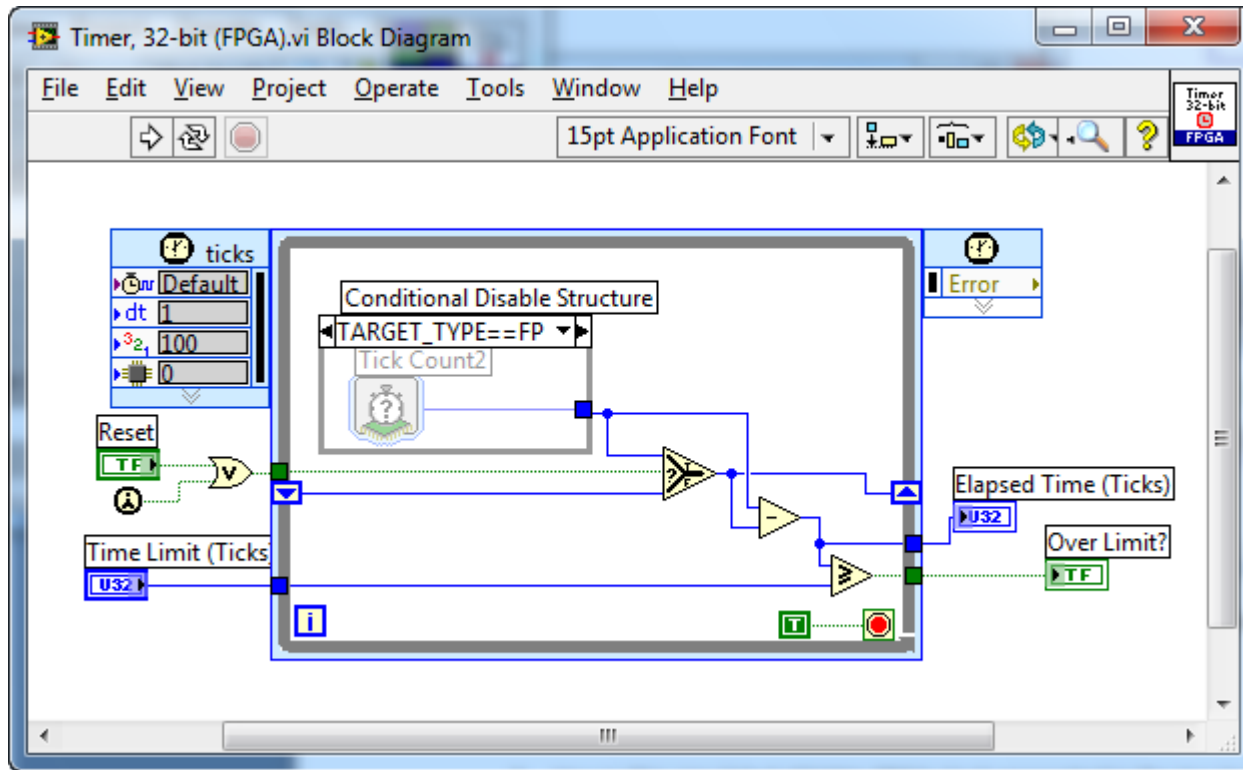 Timer, 32-bit (FPGA).vi Block Diagram
File Edit View Project Operate Tools Window Help
15pt Application Font
Timer
32-bit
FPGA
ticks
Default
dt 1
321 100
0
Error
Conditional Disable Structure
TARGET_TYPE==FP
Tick Count2
Reset
TF
V
? T F
-
≥
Elapsed Time (Ticks)
U32
Over Limit?
TF
Time Limit (Ticks
U32
i
T